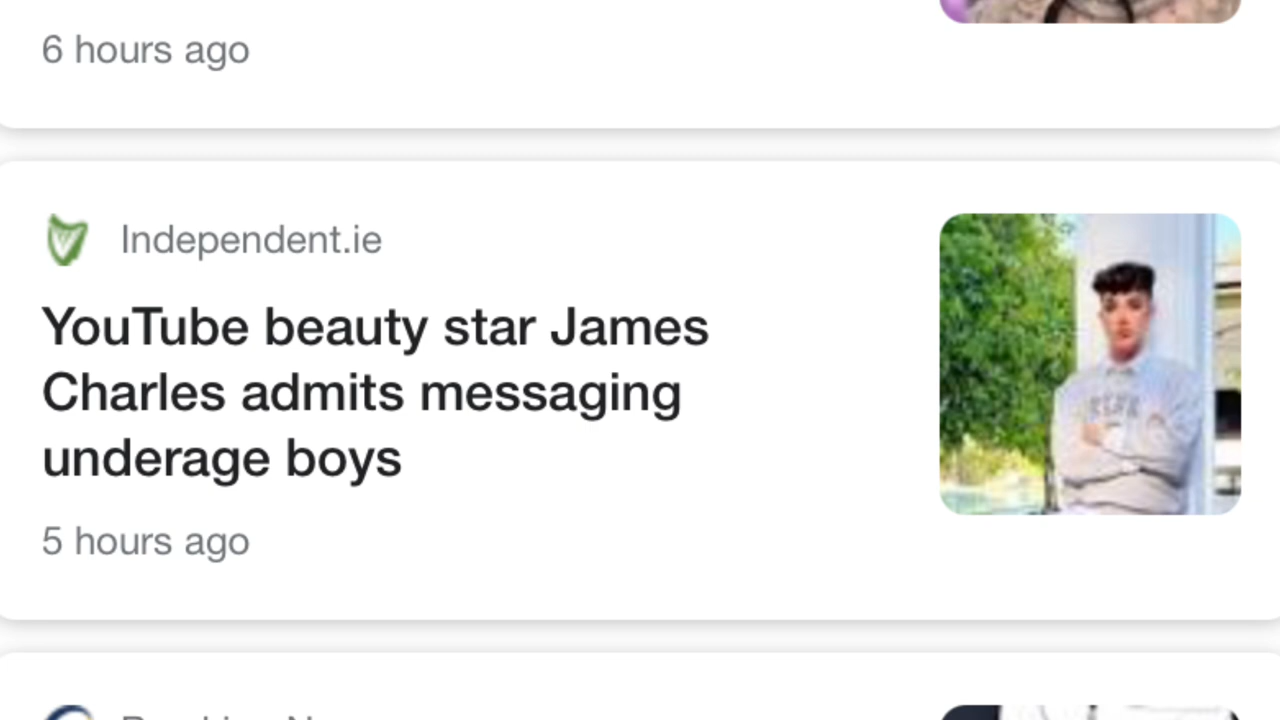 6 hours ago
Independent.ie
YouTube beauty star James
Charles admits messaging
underage boys
5 hours ago